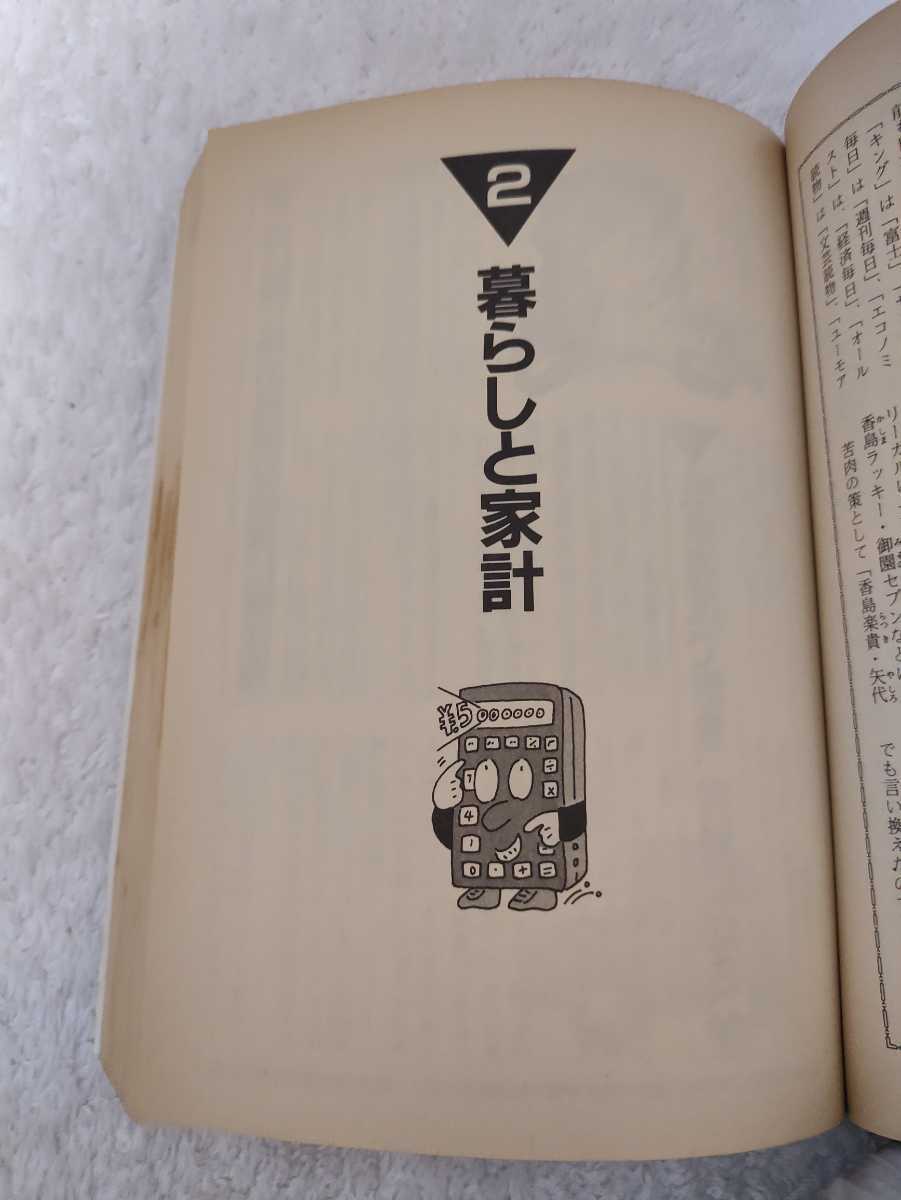 「キング」は「富士」、
毎日」は「週刊毎日」、「エコノミ
スト」は、「経済毎日」、「オール
読物」は「文芸読物」、「ユーモア
香島ラッキー・御園セブンなど
苦肉の策として「香島楽貴・矢代
でも言い換えたの
2
暮らしと家計
¥5000000
7
÷
×
4
1
0 · + =